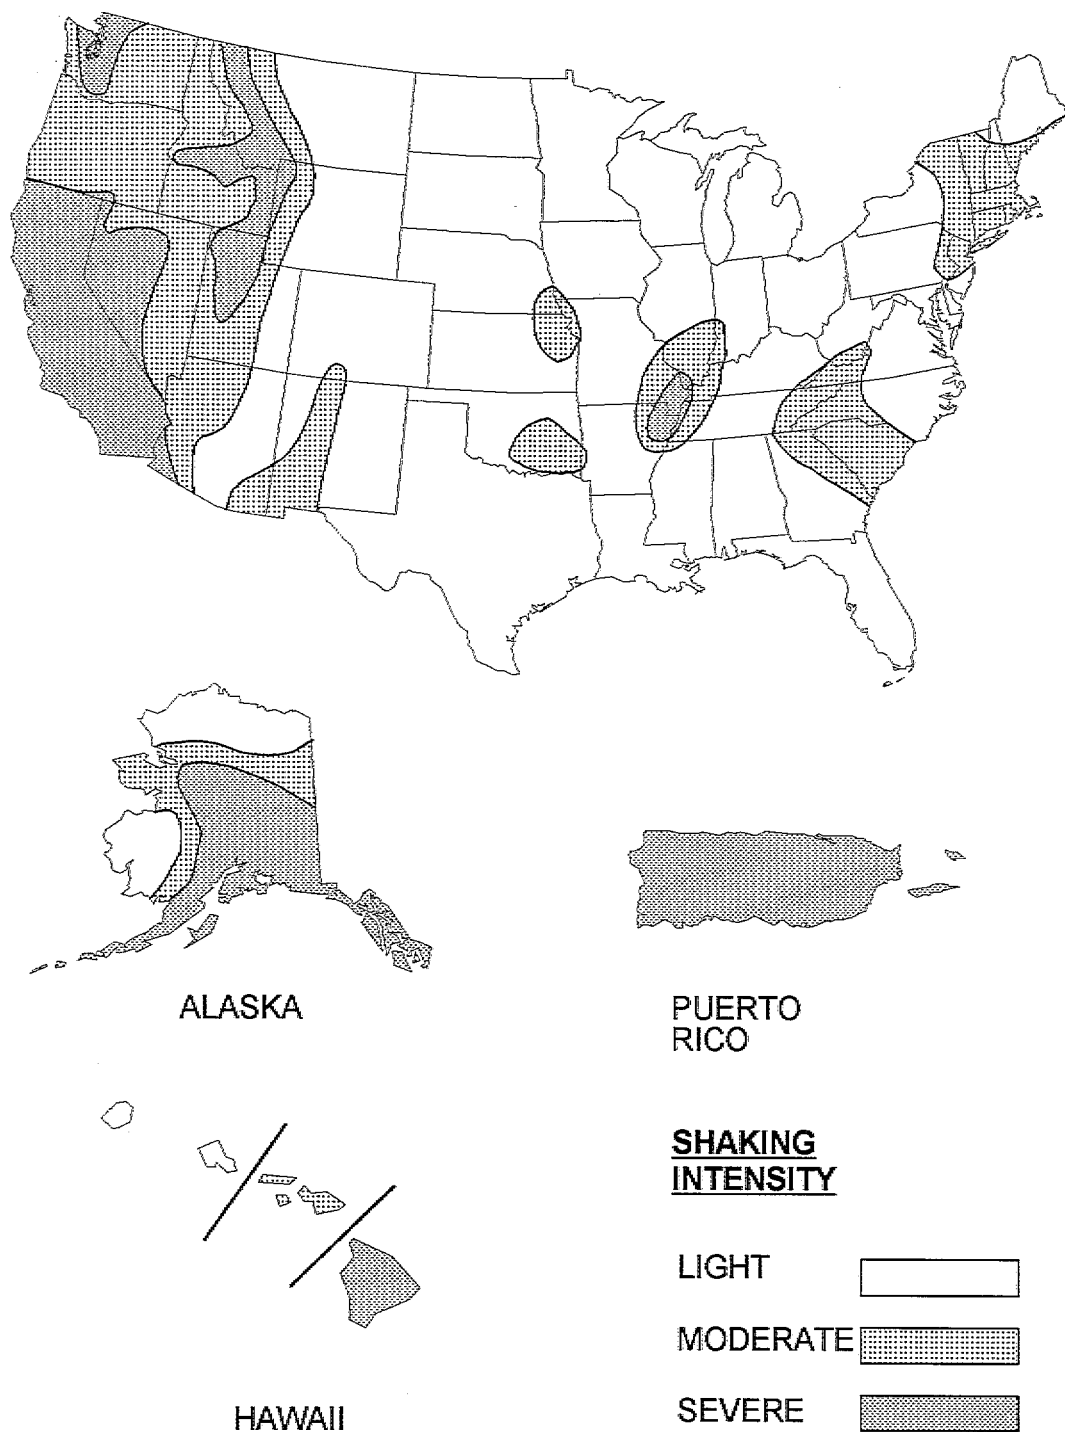 ALASKA
PUERTO
RICO
HAWAII
SHAKING
INTENSITY
LIGHT
MODERATE
SEVERE